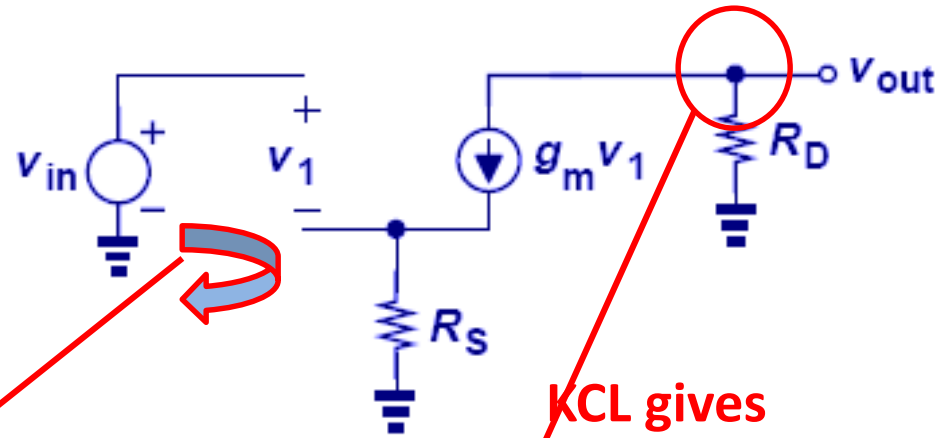 v_out
+
+
v_in
v_1
g_m v_1
R_D
−
−
R_S
KCL gives